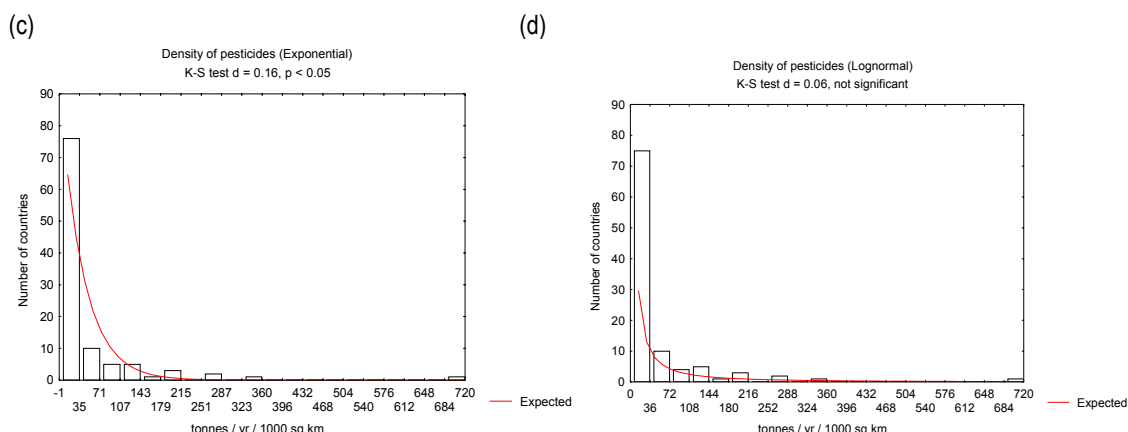 (c)
Density of pesticides (Exponential)
K-S test d = 0.16, p < 0.05
Number of countries
90
80
70
60
50
40
30
20
10
0
-1 71 143 215 287 360 432 504 576 648 720
35 107 179 251 323 396 468 540 612 684
tonnes / yr / 1000 sq km
Expected
(d)
Density of pesticides (Lognormal)
K-S test d = 0.06, not significant
Number of countries
90
80
70
60
50
40
30
20
10
0
0 72 144 216 288 360 432 504 576 648 720
36 108 180 252 324 396 468 540 612 684
tonnes / yr / 1000 sq km
Expected